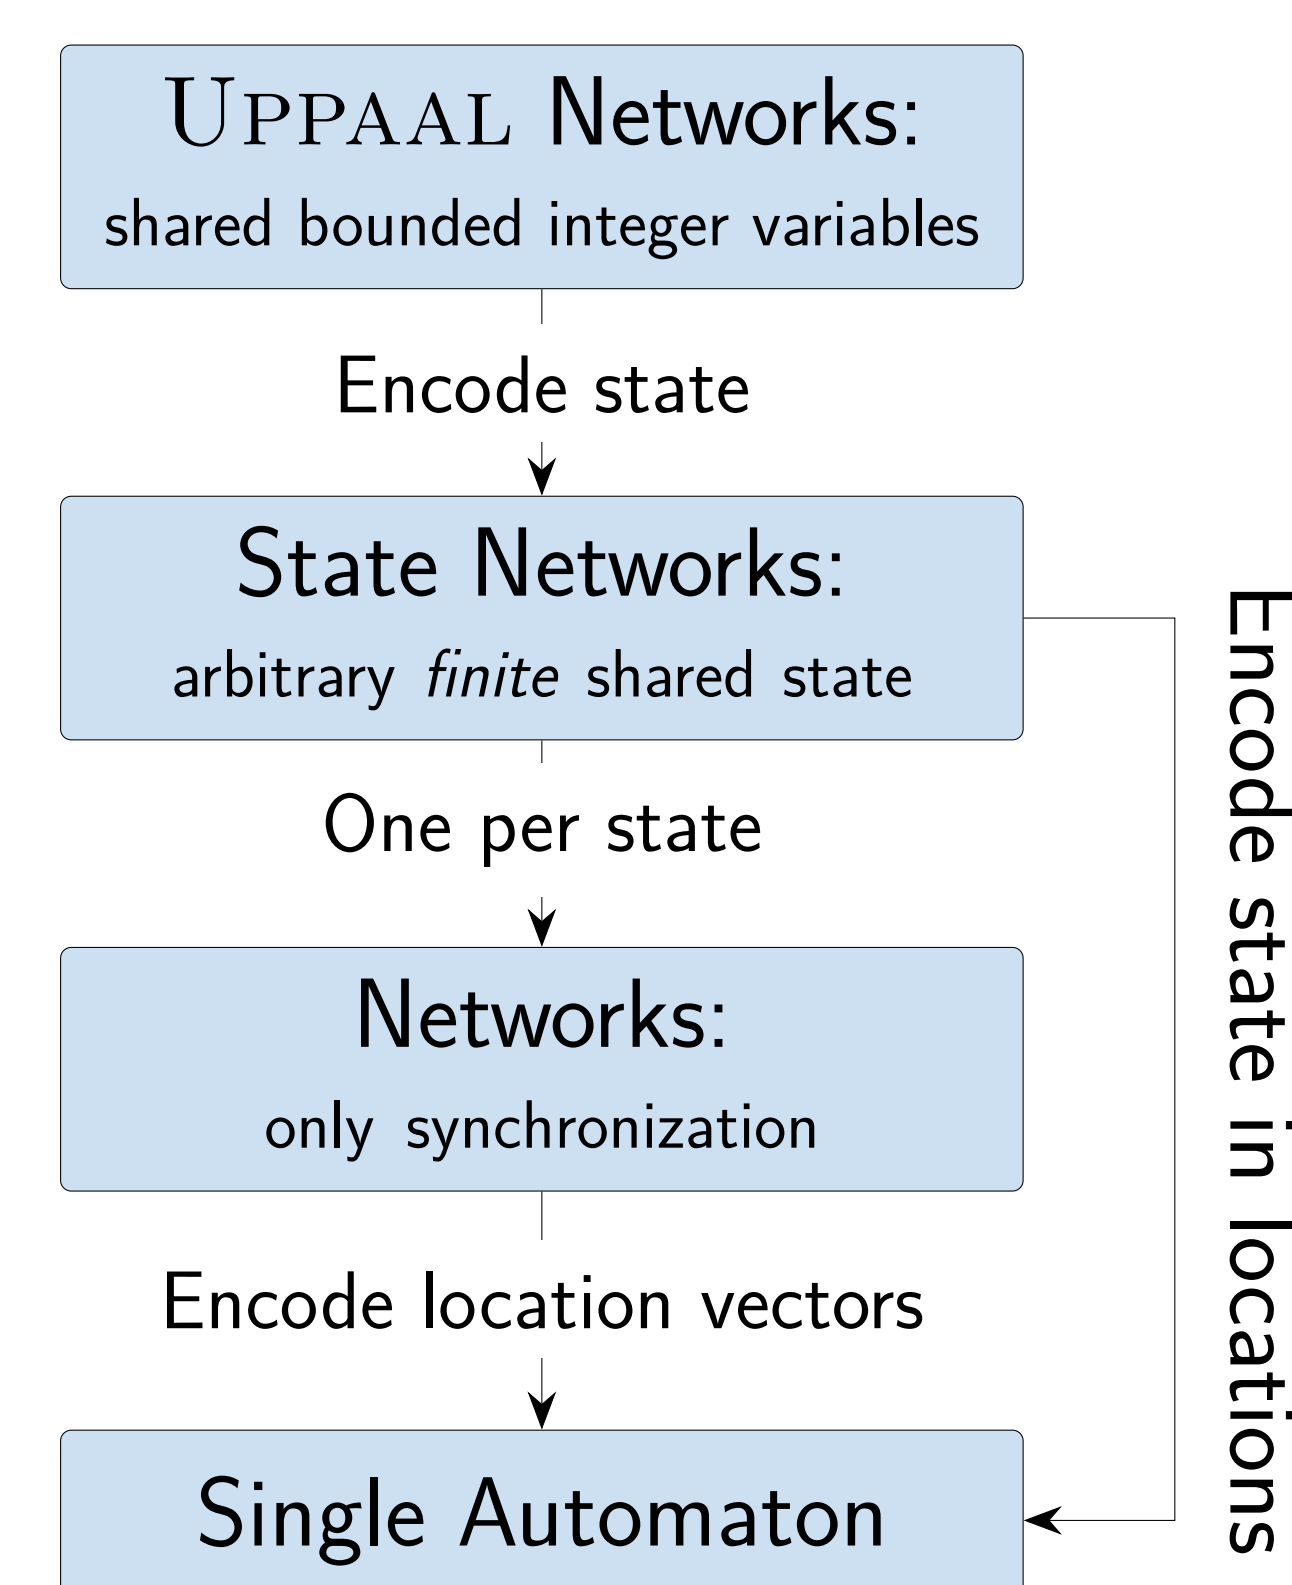 UPPAAL Networks:
shared bounded integer variables
Encode state
State Networks:
arbitrary finite shared state
One per state
Networks:
only synchronization
Encode location vectors
Single Automaton
Encode state in locations